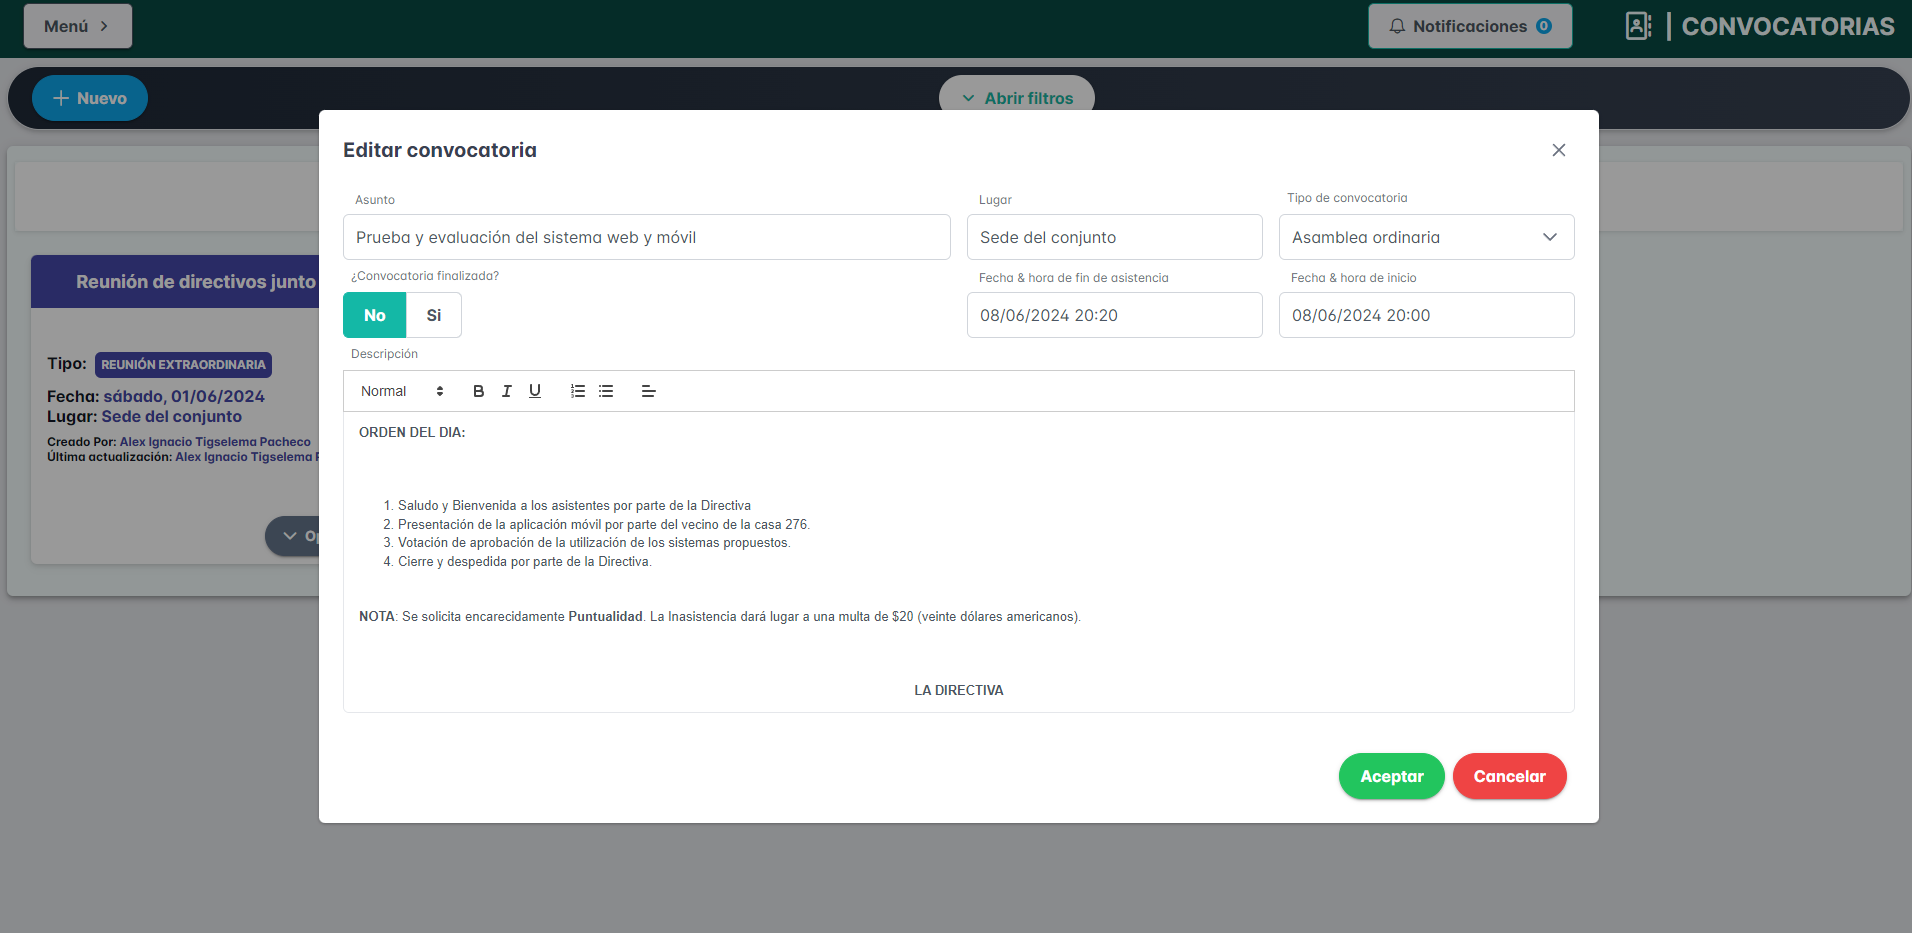 Menú
Notificaciones 0
| CONVOCATORIAS
+ Nuevo
Abrir filtros
Editar convocatoria
Asunto
Lugar
Tipo de convocatoria
Prueba y evaluación del sistema web y móvil
Sede del conjunto
Asamblea ordinaria
¿Convocatoria finalizada?
Fecha & hora de fin de asistencia
Fecha & hora de inicio
No
Si
08/06/2024 20:20
08/06/2024 20:00
Descripción
Normal
B I U
ORDEN DEL DIA:
1. Saludo y Bienvenida a los asistentes por parte de la Directiva
2. Presentación de la aplicación móvil por parte del vecino de la casa 276.
3. Votación de aprobación de la utilización de los sistemas propuestos.
4. Cierre y despedida por parte de la Directiva.
NOTA: Se solicita encarecidamente Puntualidad. La Inasistencia dará lugar a una multa de $20 (veinte dólares americanos).
LA DIRECTIVA
Aceptar
Cancelar
Reunión de directivos junto
Tipo: REUNIÓN EXTRAORDINARIA
Fecha: sábado, 01/06/2024
Lugar: Sede del conjunto
Creado Por: Alex Ignacio Tigselema Pacheco
Última actualización: Alex Ignacio Tigselema